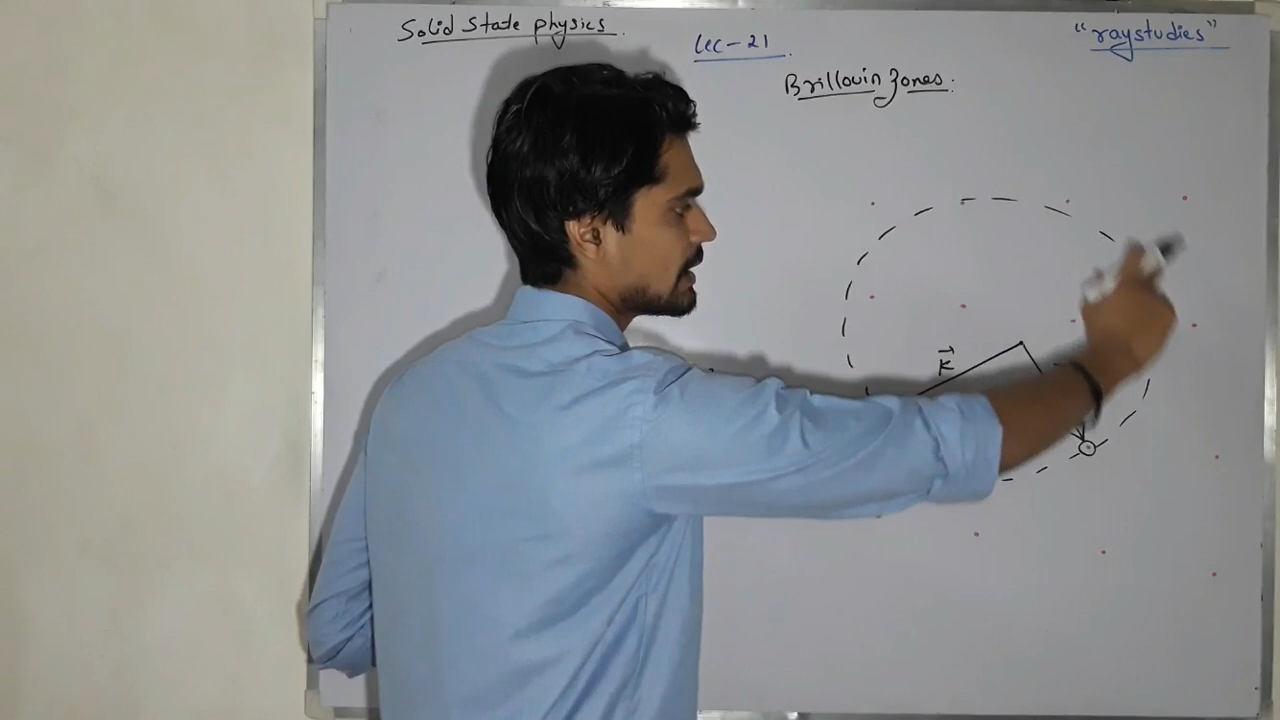 Solid State physics.
Lec-21.
"raystudies"
Brillouin zones.
K